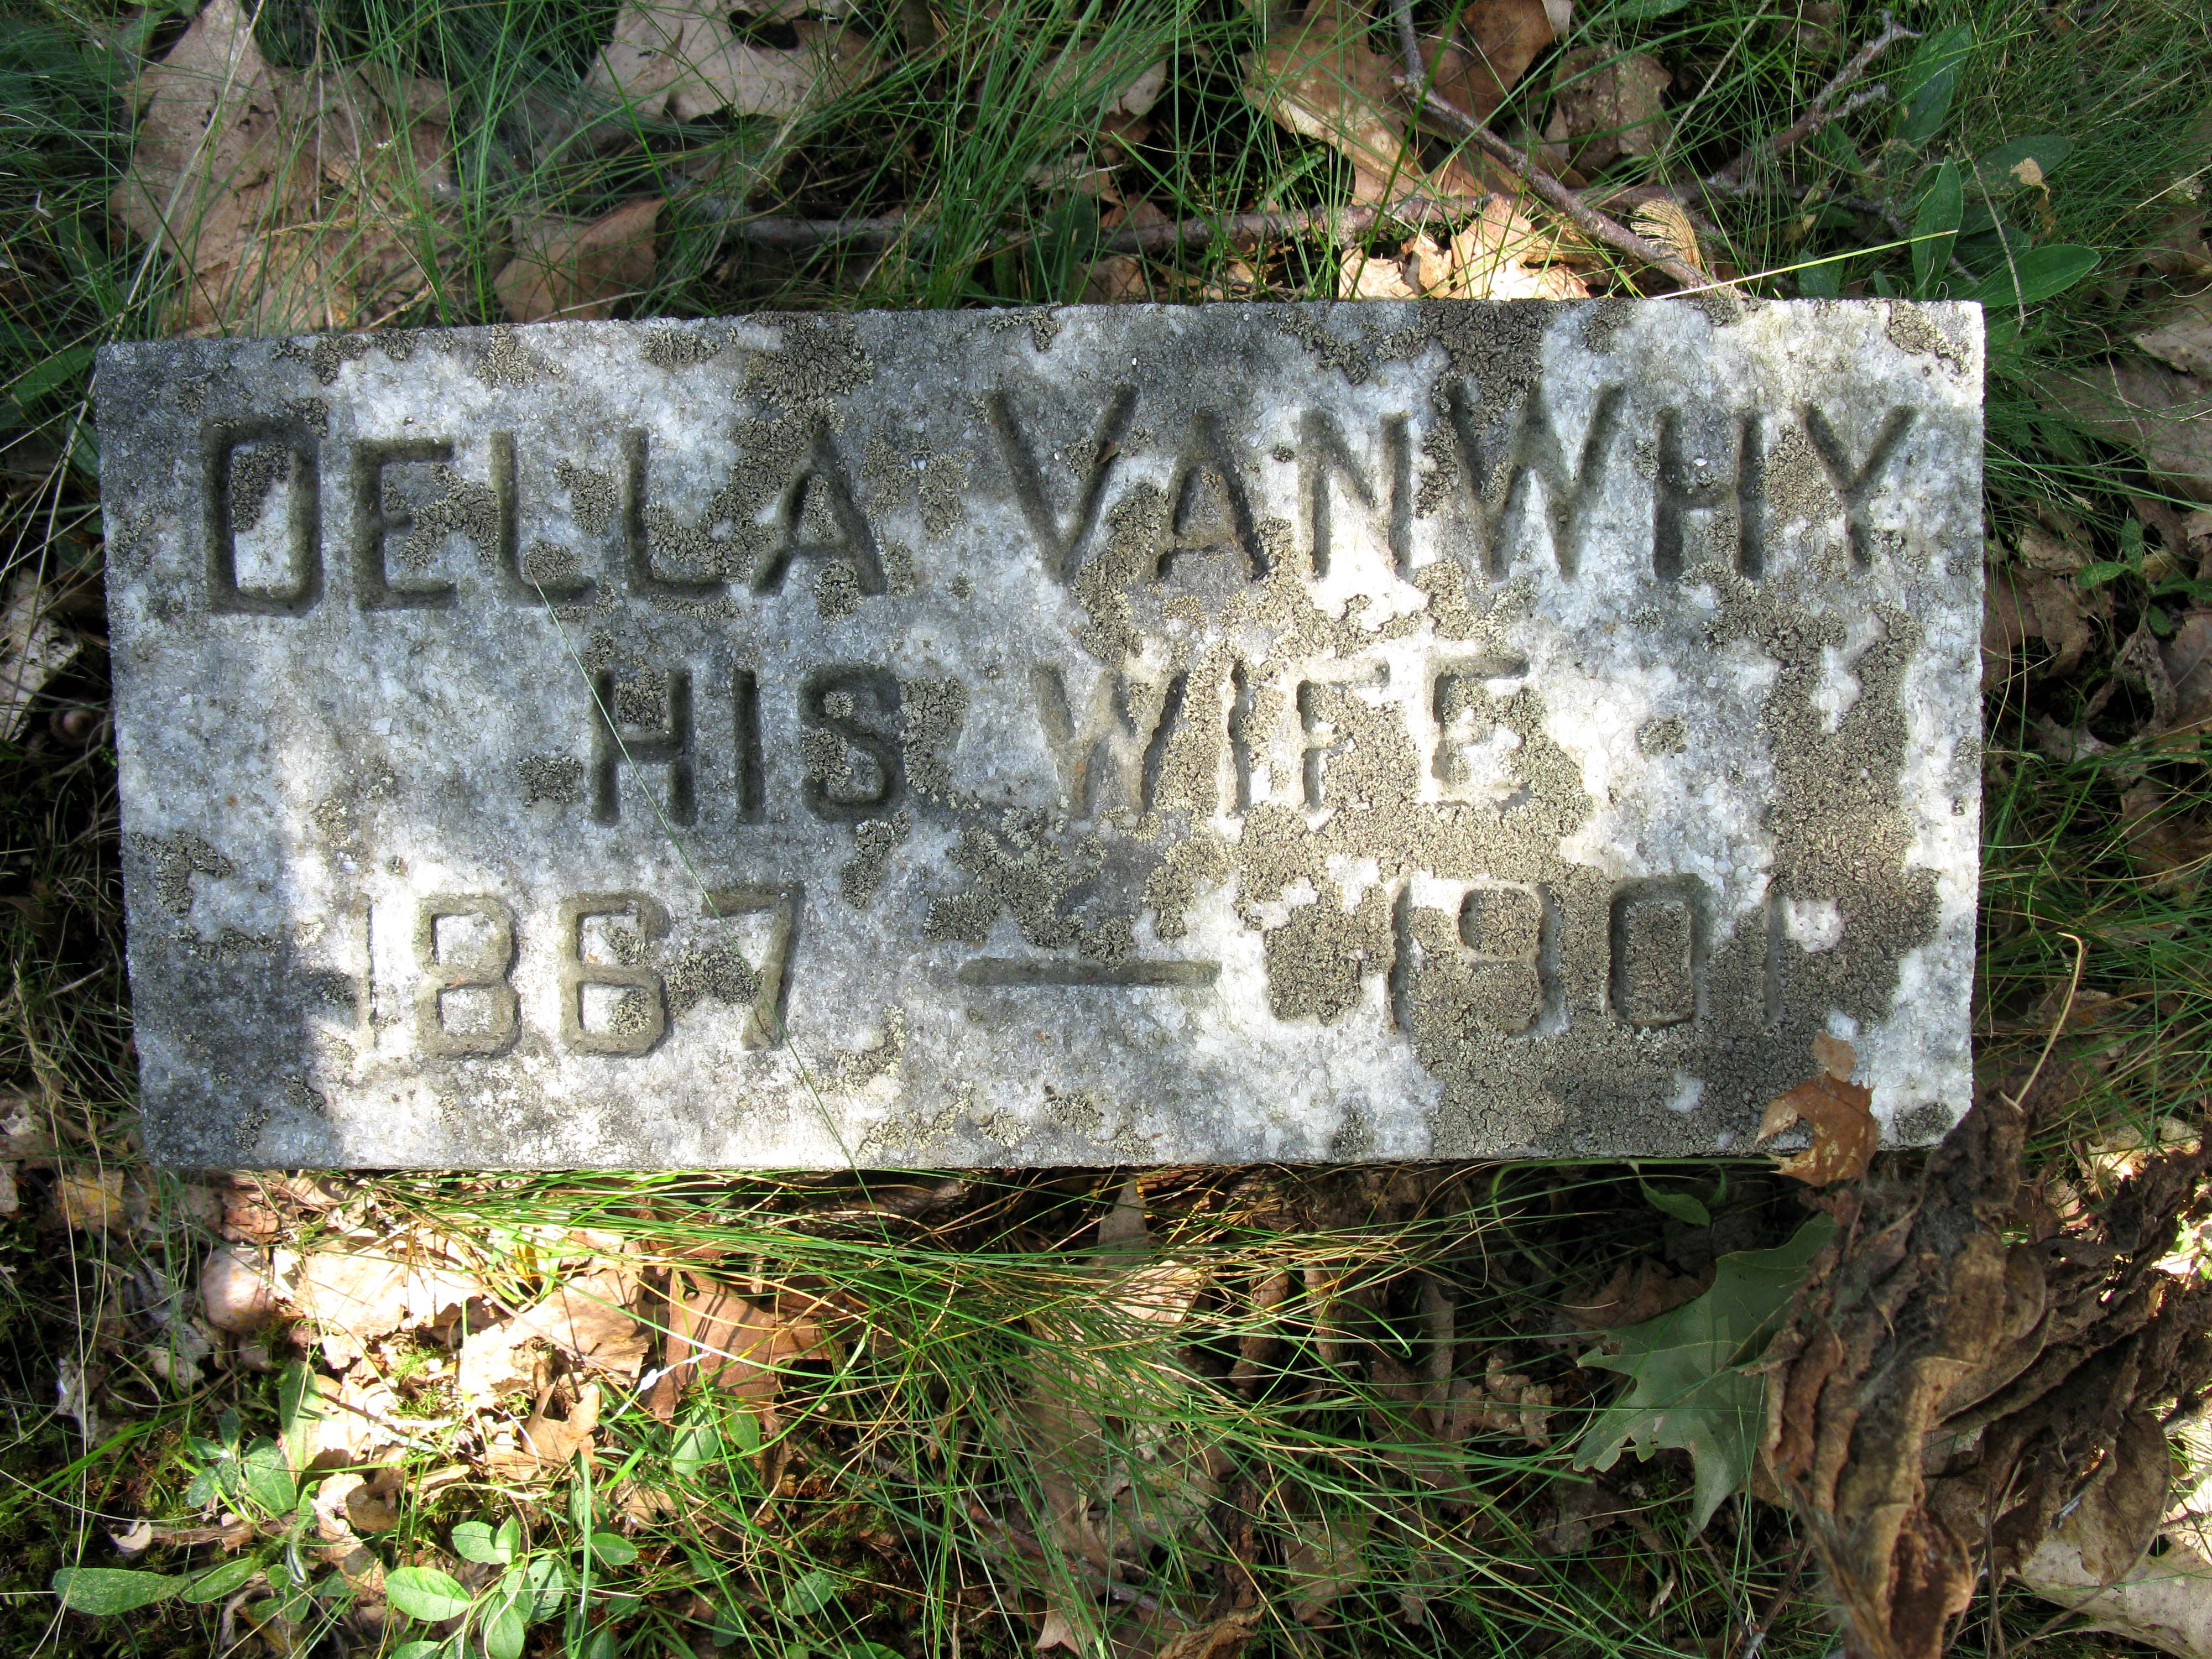 DELLA VANWHY
HIS WIFE
1867 — 1901